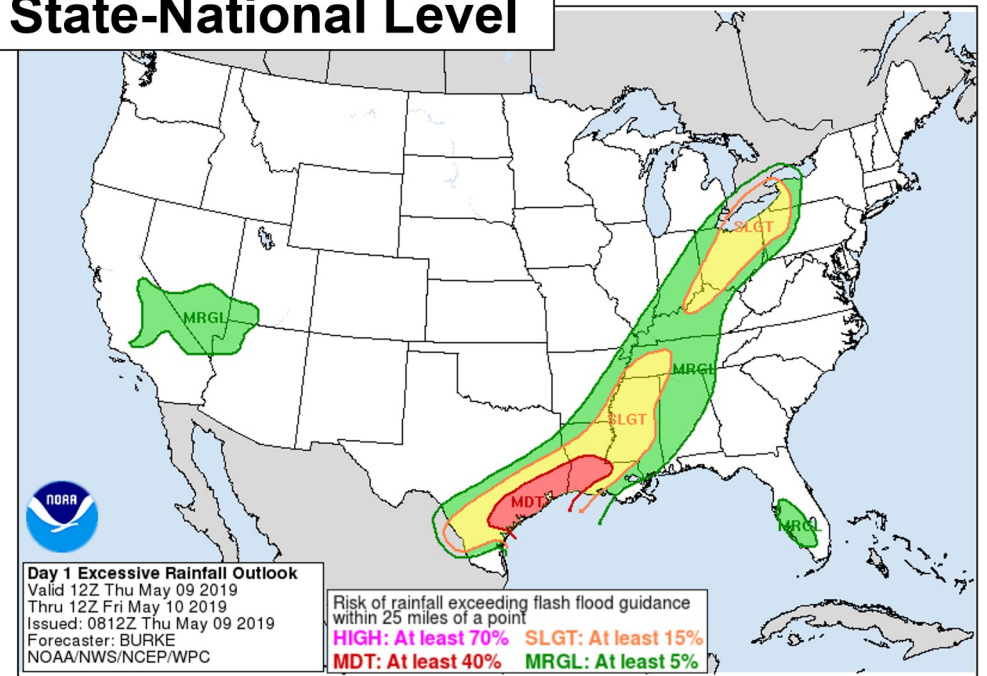 State-National Level
SLGT
MRGL
MRGL
SLGT
MDT
MRGL
NOAA
Day 1 Excessive Rainfall Outlook
Valid 12Z Thu May 09 2019
Thru 12Z Fri May 10 2019
Issued: 0812Z Thu May 09 2019
Forecaster: BURKE
NOAA/NWS/NCEP/WPC
Risk of rainfall exceeding flash flood guidance
within 25 miles of a point
HIGH: At least 70% SLGT: At least 15%
MDT: At least 40% MRGL: At least 5%